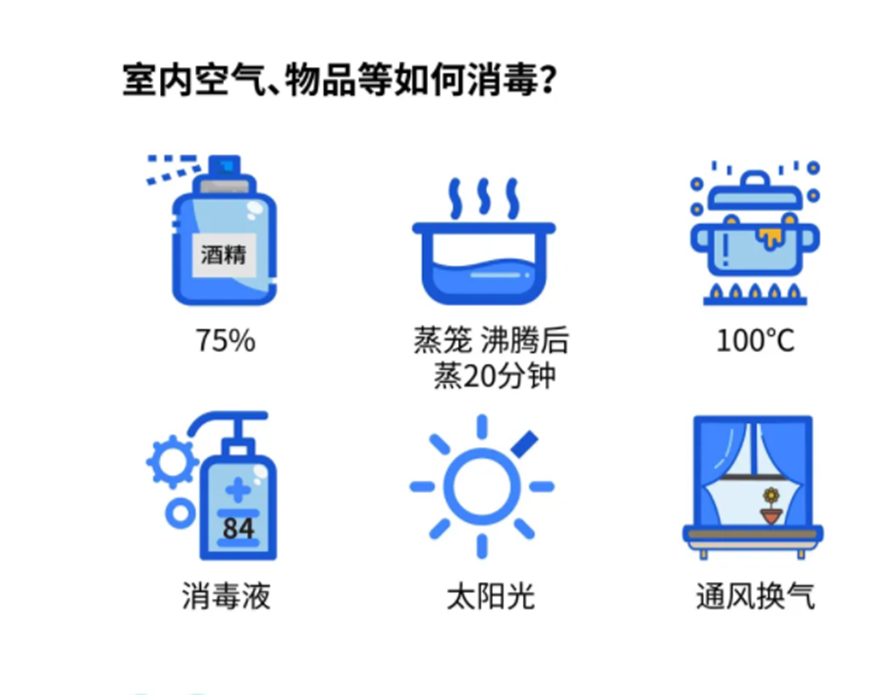 室内空气、物品等如何消毒？
酒精
75%
蒸笼 沸腾后
蒸20分钟
100℃
84
消毒液
太阳光
通风换气